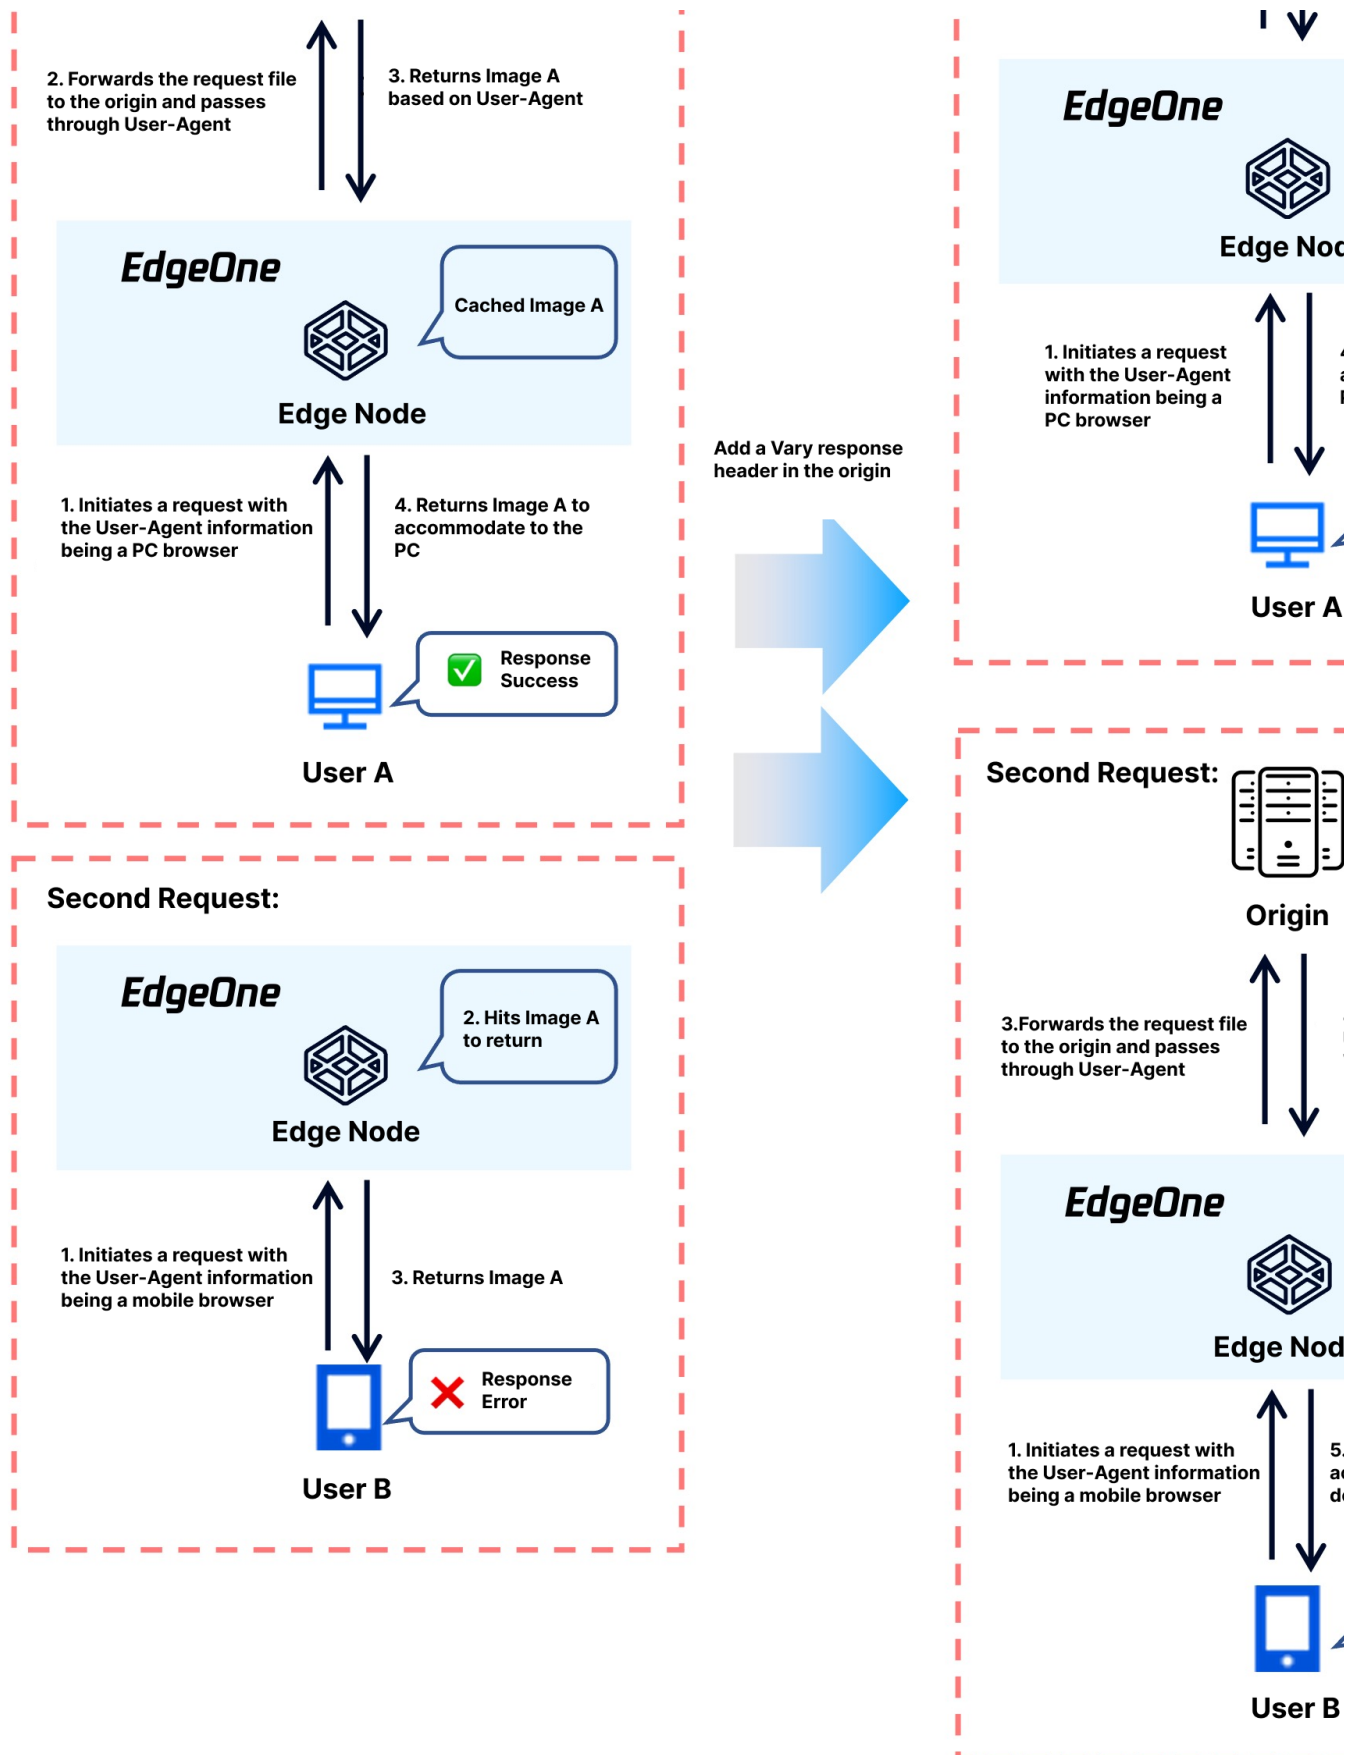 2. Forwards the request file
to the origin and passes
through User-Agent
3. Returns Image A
based on User-Agent
EdgeOne
Cached Image A
Edge Node
1. Initiates a request with
the User-Agent information
being a PC browser
4. Returns Image A to
accommodate to the
PC
Response
Success
User A
Second Request:
EdgeOne
2. Hits Image A
to return
Edge Node
1. Initiates a request with
the User-Agent information
being a mobile browser
3. Returns Image A
Response
Error
User B
Add a Vary response
header in the origin
EdgeOne
Edge
1. Initiates a request
with the User-Agent
information being a
PC browser
User A
Second Request:
Origin
3.Forwards the request file
to the origin and passes
through User-Agent
EdgeOne
Edge
1. Initiates a request with
the User-Agent information
being a mobile browser
5.
User B